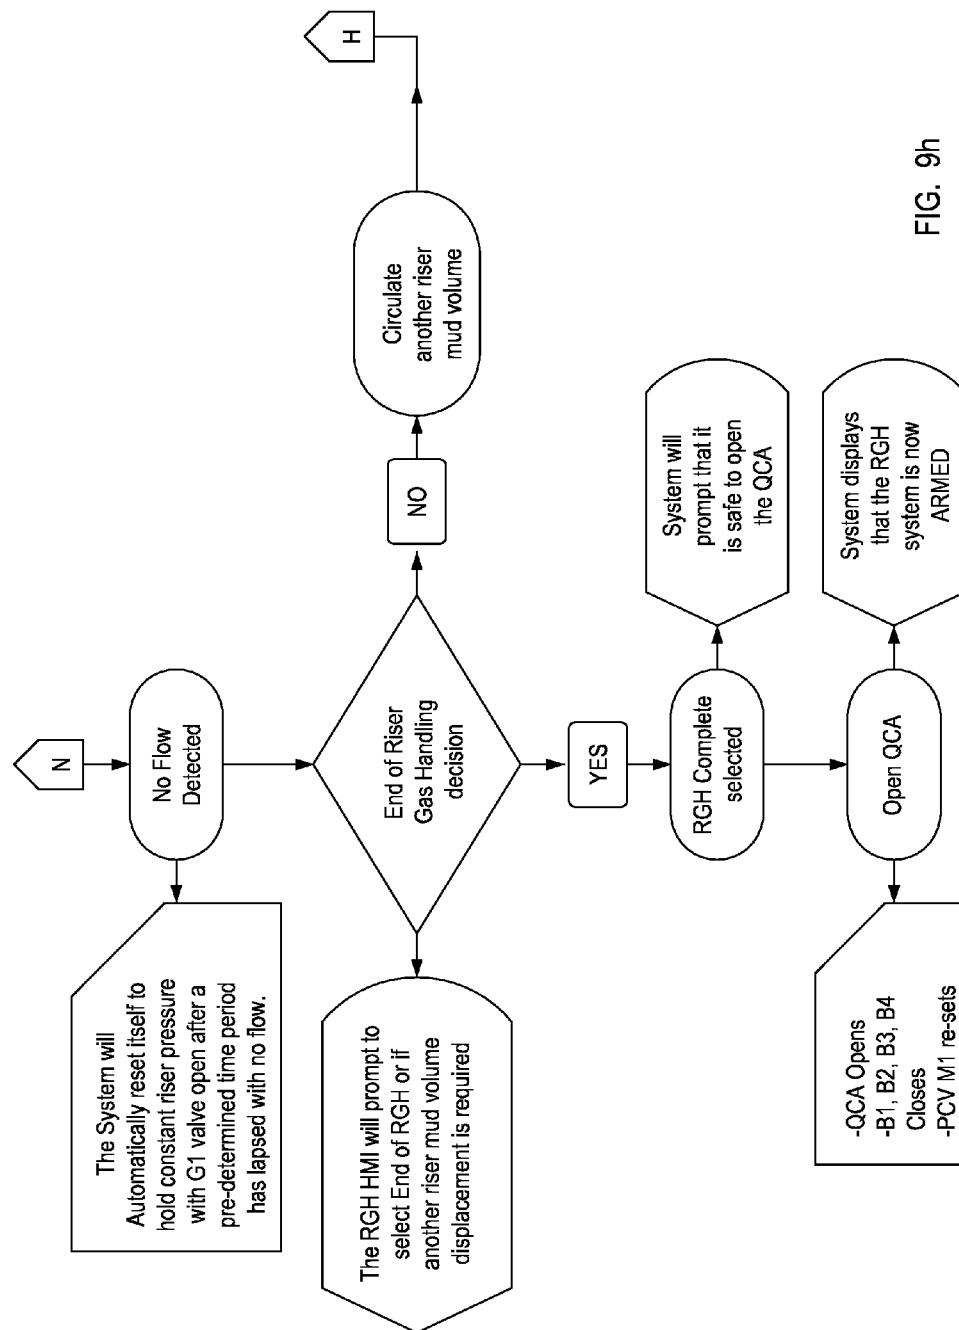 N
No Flow
Detected
The System will
Automatically reset itself to
hold constant riser pressure
with G1 valve open after a
pre-determined time period
has lapsed with no flow.
End of Riser
Gas Handling
decision
The RGH HMI will prompt to
select End of RGH or if
another riser mud volume
displacement is required
NO
Circulate
another riser
mud volume
H
YES
RGH Complete
selected
System will
prompt that it
is safe to open
the QCA
Open QCA
System displays
that the RGH
system is now
ARMED
-QCA Opens
-B1, B2, B3, B4
Closes
-PCV M1 re-sets
FIG. 9h